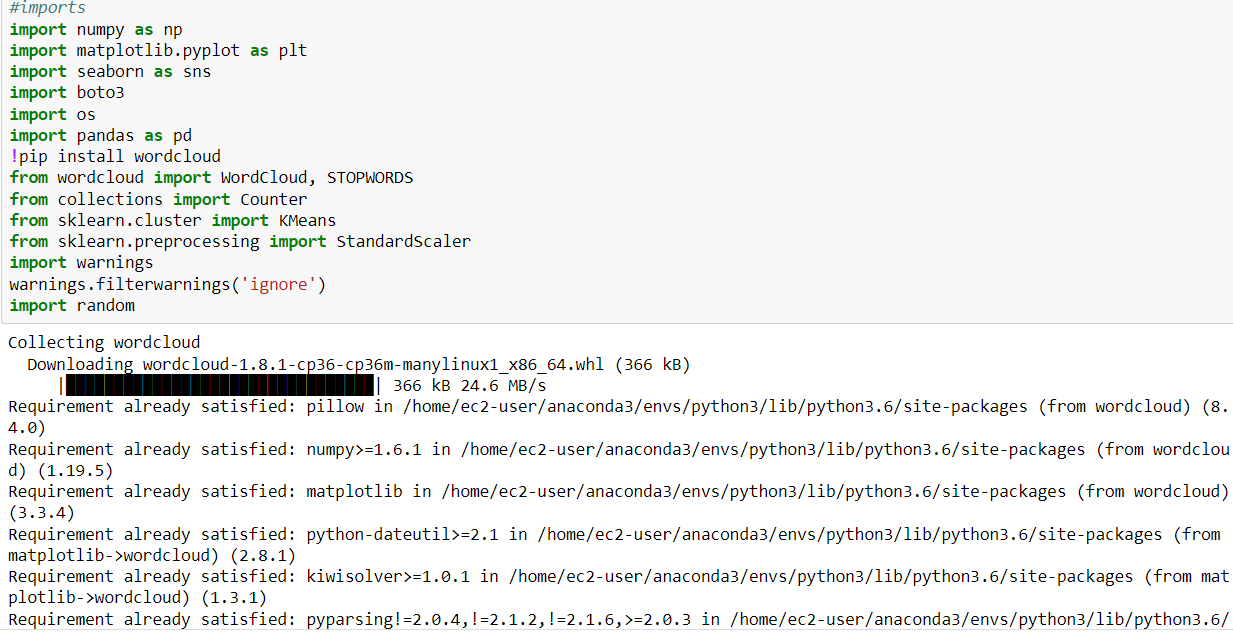 #imports
import numpy as np
import matplotlib.pyplot as plt
import seaborn as sns
import boto3
import os
import pandas as pd
!pip install wordcloud
from wordcloud import WordCloud, STOPWORDS
from collections import Counter
from sklearn.cluster import KMeans
from sklearn.preprocessing import StandardScaler
import warnings
warnings.filterwarnings('ignore')
import random
Collecting wordcloud
  Downloading wordcloud-1.8.1-cp36-cp36m-manylinux1_x86_64.whl (366 kB)
     |████████████████████████████████| 366 kB 24.6 MB/s
Requirement already satisfied: pillow in /home/ec2-user/anaconda3/envs/python3/lib/python3.6/site-packages (from wordcloud) (8.
4.0)
Requirement already satisfied: numpy>=1.6.1 in /home/ec2-user/anaconda3/envs/python3/lib/python3.6/site-packages (from wordclou
d) (1.19.5)
Requirement already satisfied: matplotlib in /home/ec2-user/anaconda3/envs/python3/lib/python3.6/site-packages (from wordcloud)
(3.3.4)
Requirement already satisfied: python-dateutil>=2.1 in /home/ec2-user/anaconda3/envs/python3/lib/python3.6/site-packages (from
matplotlib->wordcloud) (2.8.1)
Requirement already satisfied: kiwisolver>=1.0.1 in /home/ec2-user/anaconda3/envs/python3/lib/python3.6/site-packages (from mat
plotlib->wordcloud) (1.3.1)
Requirement already satisfied: pyparsing!=2.0.4,!=2.1.2,!=2.1.6,>=2.0.3 in /home/ec2-user/anaconda3/envs/python3/lib/python3.6/